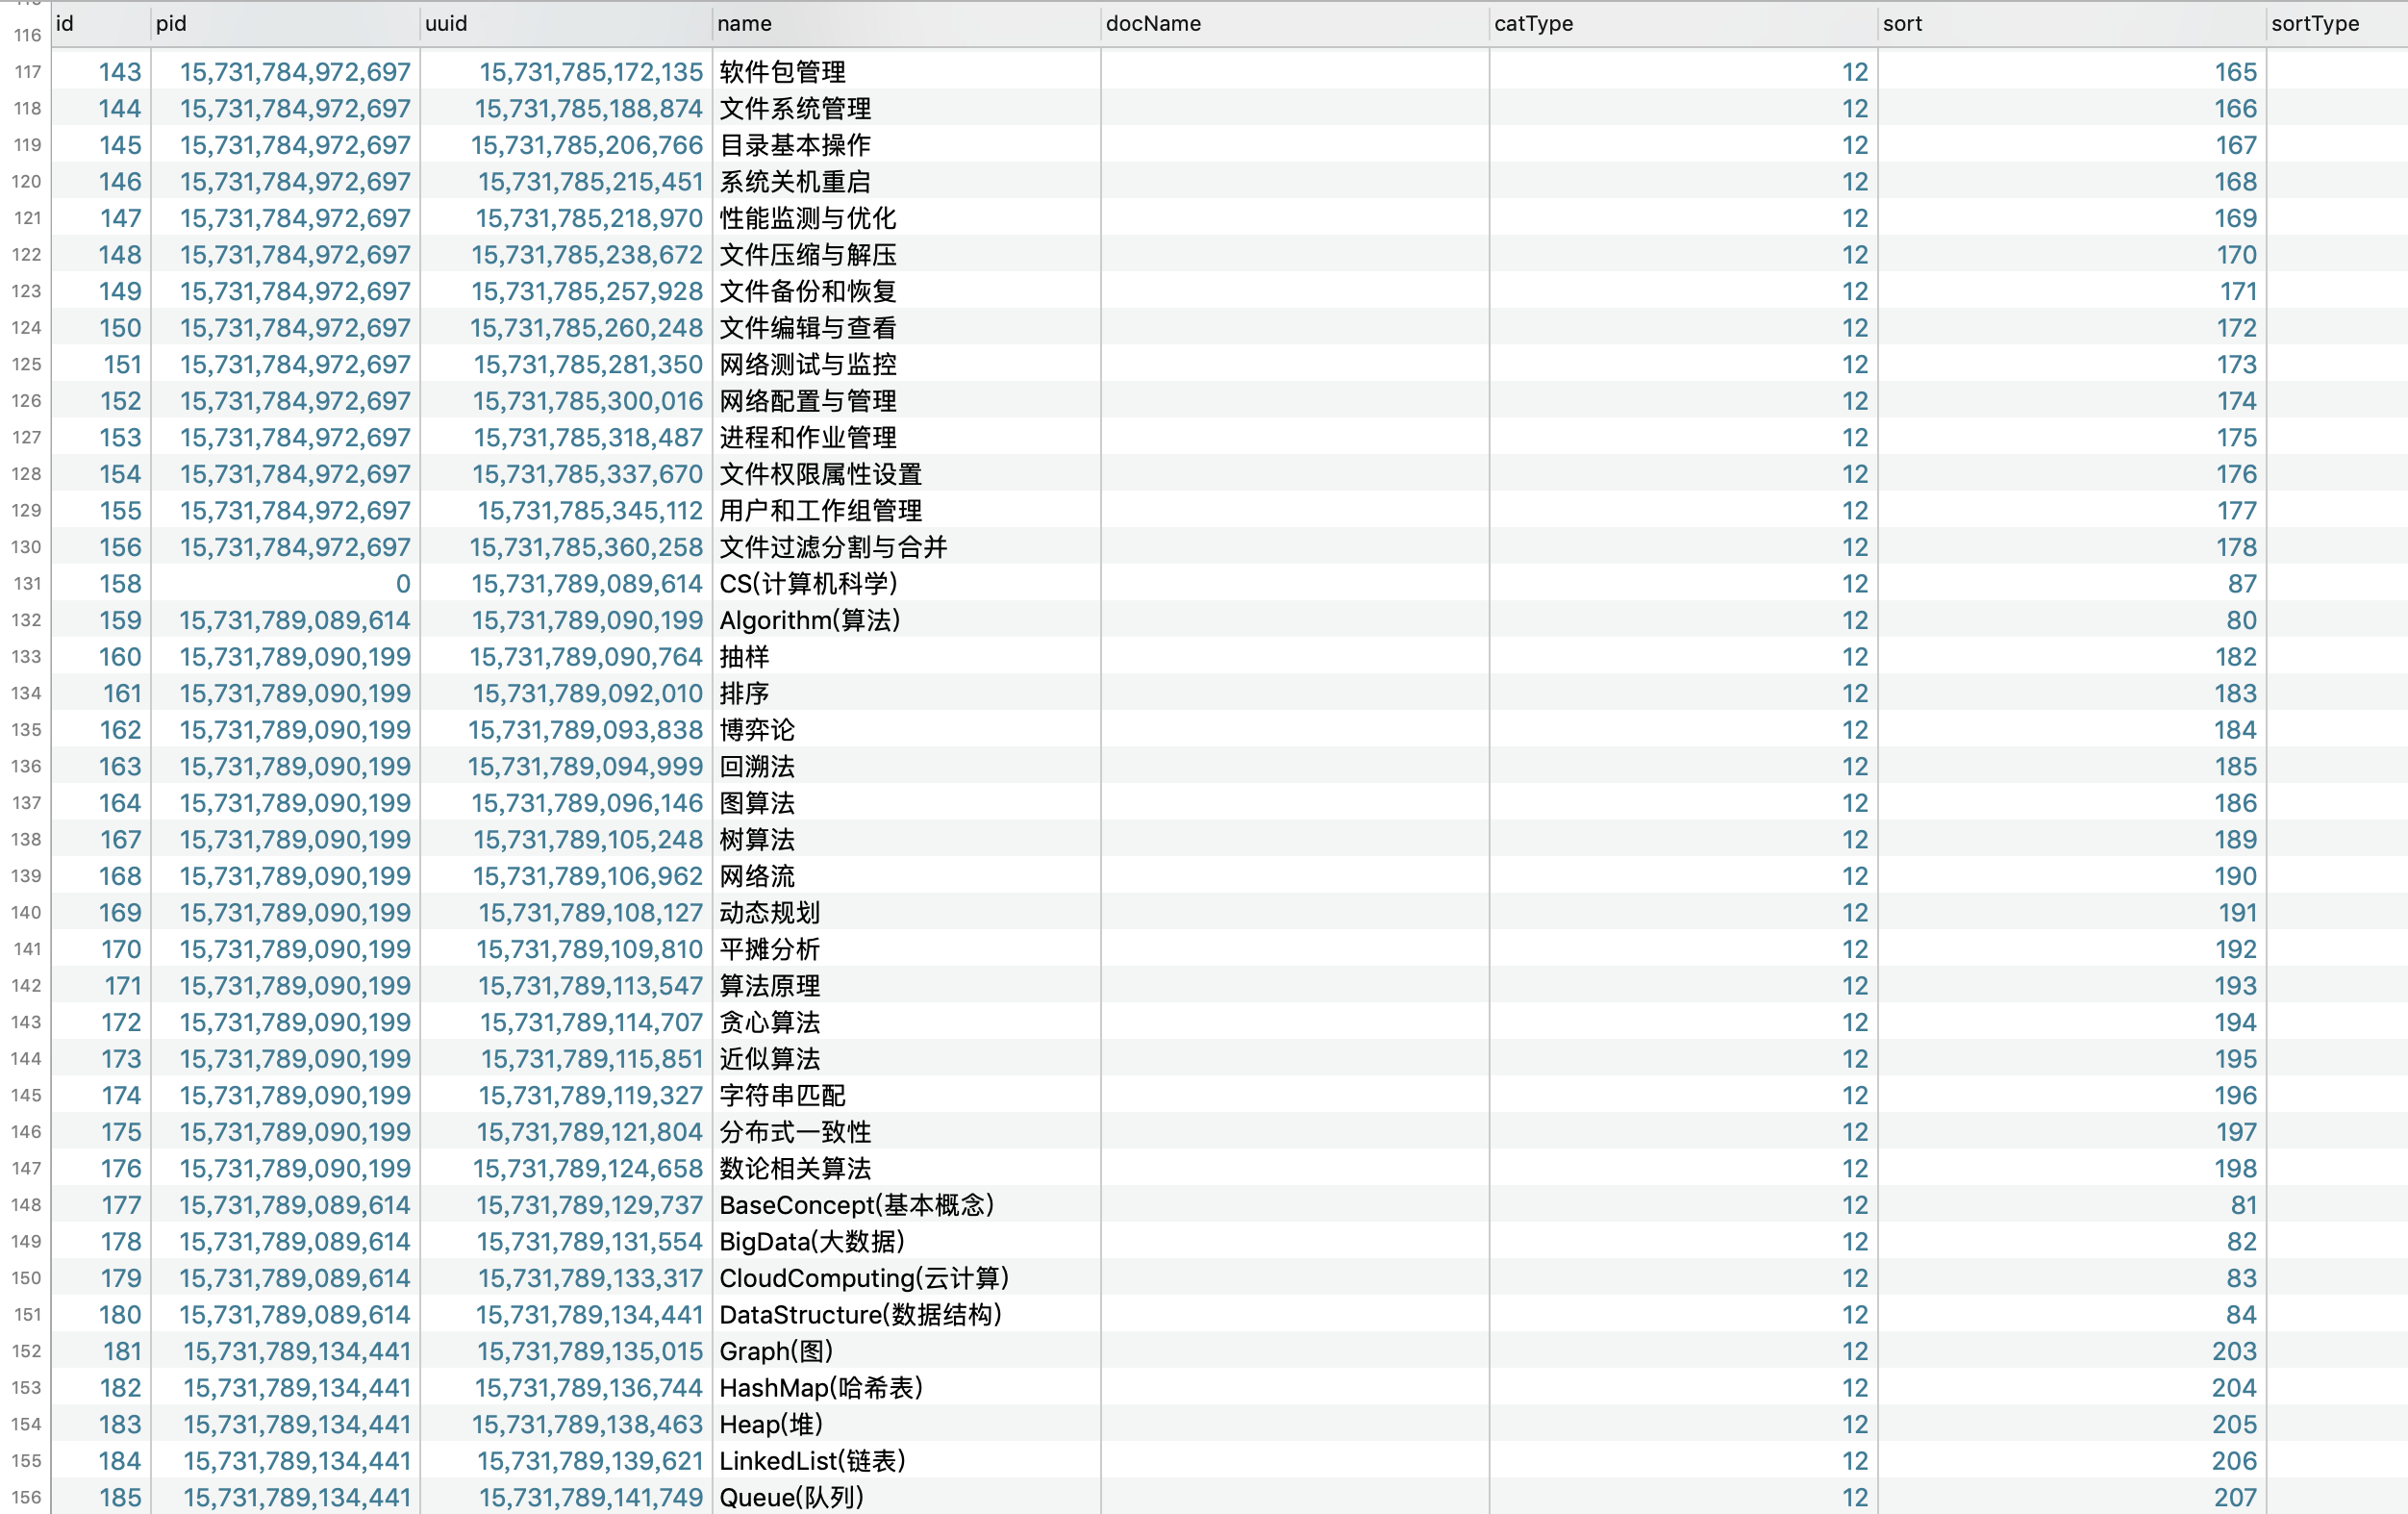 id pid uuid name docName catType sort sortType
116
117 143 15,731,784,972,697 15,731,785,172,135 软件包管理 12 165
118 144 15,731,784,972,697 15,731,785,188,874 文件系统管理 12 166
119 145 15,731,784,972,697 15,731,785,206,766 目录基本操作 12 167
120 146 15,731,784,972,697 15,731,785,215,451 系统关机重启 12 168
121 147 15,731,784,972,697 15,731,785,218,970 性能监测与优化 12 169
122 148 15,731,784,972,697 15,731,785,238,672 文件压缩与解压 12 170
123 149 15,731,784,972,697 15,731,785,257,928 文件备份和恢复 12 171
124 150 15,731,784,972,697 15,731,785,260,248 文件编辑与查看 12 172
125 151 15,731,784,972,697 15,731,785,281,350 网络测试与监控 12 173
126 152 15,731,784,972,697 15,731,785,300,016 网络配置与管理 12 174
127 153 15,731,784,972,697 15,731,785,318,487 进程和作业管理 12 175
128 154 15,731,784,972,697 15,731,785,337,670 文件权限属性设置 12 176
129 155 15,731,784,972,697 15,731,785,345,112 用户和工作组管理 12 177
130 156 15,731,784,972,697 15,731,785,360,258 文件过滤分割与合并 12 178
131 158 0 15,731,789,089,614 CS(计算机科学) 12 87
132 159 15,731,789,089,614 15,731,789,090,199 Algorithm(算法) 12 80
133 160 15,731,789,090,199 15,731,789,090,764 抽样 12 182
134 161 15,731,789,090,199 15,731,789,092,010 排序 12 183
135 162 15,731,789,090,199 15,731,789,093,838 博弈论 12 184
136 163 15,731,789,090,199 15,731,789,094,999 回溯法 12 185
137 164 15,731,789,090,199 15,731,789,096,146 图算法 12 186
138 167 15,731,789,090,199 15,731,789,105,248 树算法 12 189
139 168 15,731,789,090,199 15,731,789,106,962 网络流 12 190
140 169 15,731,789,090,199 15,731,789,108,127 动态规划 12 191
141 170 15,731,789,090,199 15,731,789,109,810 平摊分析 12 192
142 171 15,731,789,090,199 15,731,789,113,547 算法原理 12 193
143 172 15,731,789,090,199 15,731,789,114,707 贪心算法 12 194
144 173 15,731,789,090,199 15,731,789,115,851 近似算法 12 195
145 174 15,731,789,090,199 15,731,789,119,327 字符串匹配 12 196
146 175 15,731,789,090,199 15,731,789,121,804 分布式一致性 12 197
147 176 15,731,789,090,199 15,731,789,124,658 数论相关算法 12 198
148 177 15,731,789,089,614 15,731,789,129,737 BaseConcept(基本概念) 12 81
149 178 15,731,789,089,614 15,731,789,131,554 BigData(大数据) 12 82
150 179 15,731,789,089,614 15,731,789,133,317 CloudComputing(云计算) 12 83
151 180 15,731,789,089,614 15,731,789,134,441 DataStructure(数据结构) 12 84
152 181 15,731,789,134,441 15,731,789,135,015 Graph(图) 12 203
153 182 15,731,789,134,441 15,731,789,136,744 HashMap(哈希表) 12 204
154 183 15,731,789,134,441 15,731,789,138,463 Heap(堆) 12 205
155 184 15,731,789,134,441 15,731,789,139,621 LinkedList(链表) 12 206
156 185 15,731,789,134,441 15,731,789,141,749 Queue(队列) 12 207